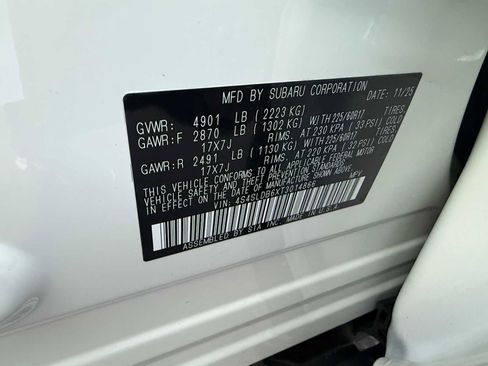 MFD BY SUBARU CORPORATION DATE: 11/25
GVWR: 4901 LB (2223 KG) TIRES
GAWR:F 2870 LB (1302 KG) WITH 225/60R17
17X7J RIMS. AT 230 KPA (33 PSI) COLD
GAWR:R 2491 LB (1130 KG) WITH 225/60R17 TIRES
17X7J RIMS. AT 220 KPA (32 PSI) COLD
THIS VEHICLE CONFORMS TO ALL APPLICABLE FEDERAL MOTOR
VEHICLE SAFETY STANDARDS IN EFFECT ON THE
DATE OF MANUFACTURE SHOWN ABOVE.
VIN: 4S4SLDB6XT3014866 MPV
ASSEMBLED BY SIA INC. MADE IN U.S.A.